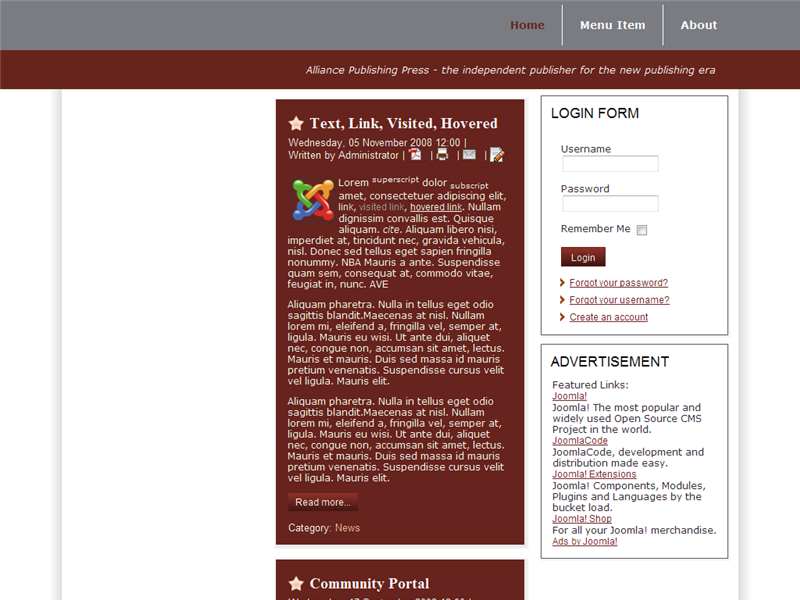 Home
Menu Item
About
Alliance Publishing Press - the independent publisher for the new publishing era
Text, Link, Visited, Hovered
Wednesday, 05 November 2008 12:00 |
Written by Administrator | | | |
Lorem superscript dolor subscript
amet, consectetuer adipiscing elit,
link, visited link, hovered link. Nullam
dignissim convallis est. Quisque
aliquam. cite. Aliquam libero nisi,
imperdiet at, tincidunt nec, gravida vehicula,
nisl. Donec sed tellus eget sapien fringilla
nonummy. NBA Mauris a ante. Suspendisse
quam sem, consequat at, commodo vitae,
feugiat in, nunc. AVE
Aliquam pharetra. Nulla in tellus eget odio
sagittis blandit.Maecenas at nisl. Nullam
lorem mi, eleifend a, fringilla vel, semper at,
ligula. Mauris eu wisi. Ut ante dui, aliquet
nec, congue non, accumsan sit amet, lectus.
Mauris et mauris. Duis sed massa id mauris
pretium venenatis. Suspendisse cursus velit
vel ligula. Mauris elit.
Aliquam pharetra. Nulla in tellus eget odio
sagittis blandit.Maecenas at nisl. Nullam
lorem mi, eleifend a, fringilla vel, semper at,
ligula. Mauris eu wisi. Ut ante dui, aliquet
nec, congue non, accumsan sit amet, lectus.
Mauris et mauris. Duis sed massa id mauris
pretium venenatis. Suspendisse cursus velit
vel ligula. Mauris elit.
Read more...
Category: News
Community Portal
LOGIN FORM
Username
Password
Remember Me
Login
Forgot your password?
Forgot your username?
Create an account
ADVERTISEMENT
Featured Links:
Joomla!
Joomla! The most popular and
widely used Open Source CMS
Project in the world.
JoomlaCode
JoomlaCode, development and
distribution made easy.
Joomla! Extensions
Joomla! Components, Modules,
Plugins and Languages by the
bucket load.
Joomla! Shop
For all your Joomla! merchandise.
Ads by Joomla!